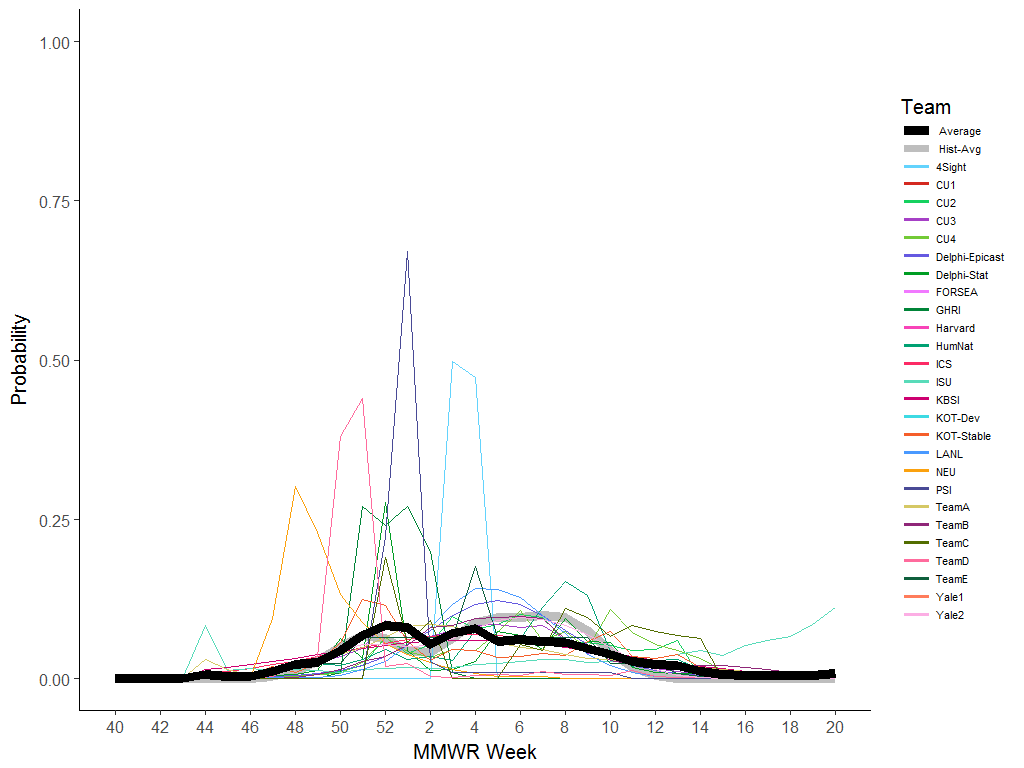 1.00
0.75
0.50
0.25
0.00
Probability
40 42 44 46 48 50 52 2 4 6 8 10 12 14 16 18 20
MMWR Week
Team
Average
Hist-Avg
4Sight
CU1
CU2
CU3
CU4
Delphi-Epicast
Delphi-Stat
FORSEA
GHRI
Harvard
HumNat
ICS
ISU
KBSI
KOT-Dev
KOT-Stable
LANL
NEU
PSI
TeamA
TeamB
TeamC
TeamD
TeamE
Yale1
Yale2